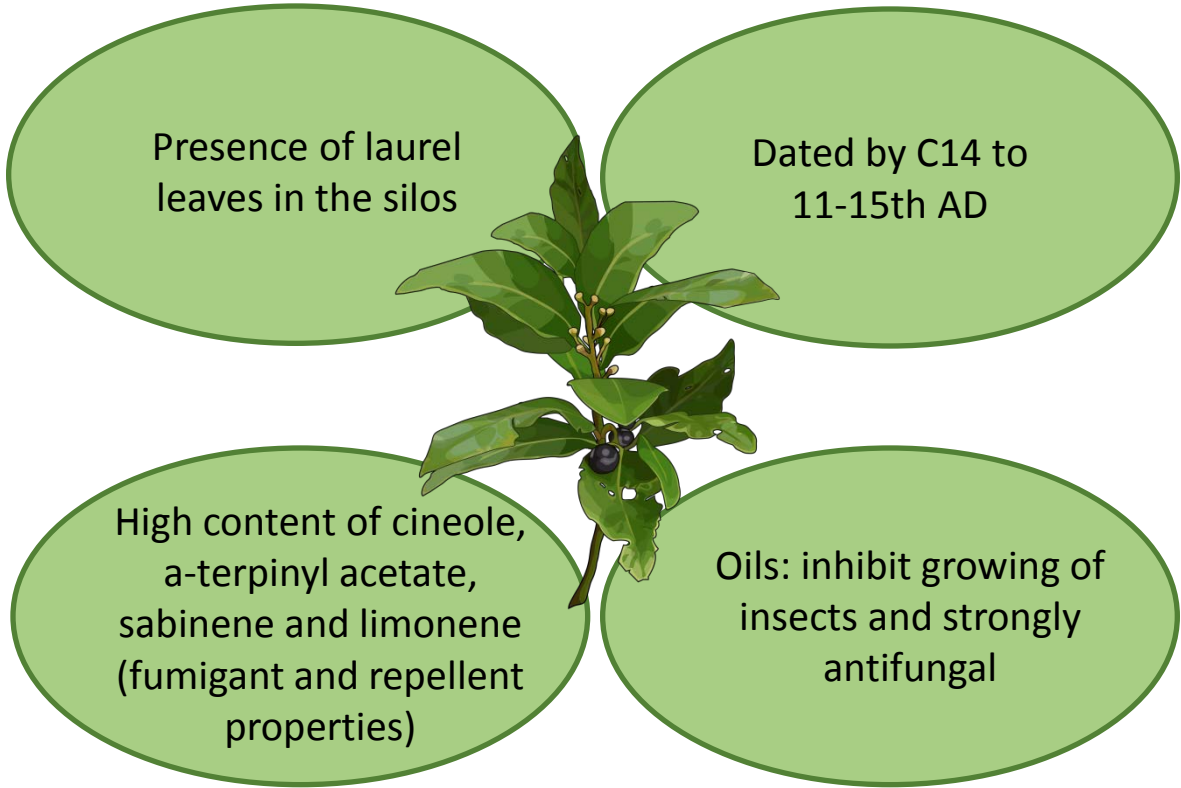 Presence of laurel
leaves in the silos
Dated by C14 to
11-15th AD
High content of cineole,
a-terpinyl acetate,
sabinene and limonene
(fumigant and repellent
properties)
Oils: inhibit growing of
insects and strongly
antifungal